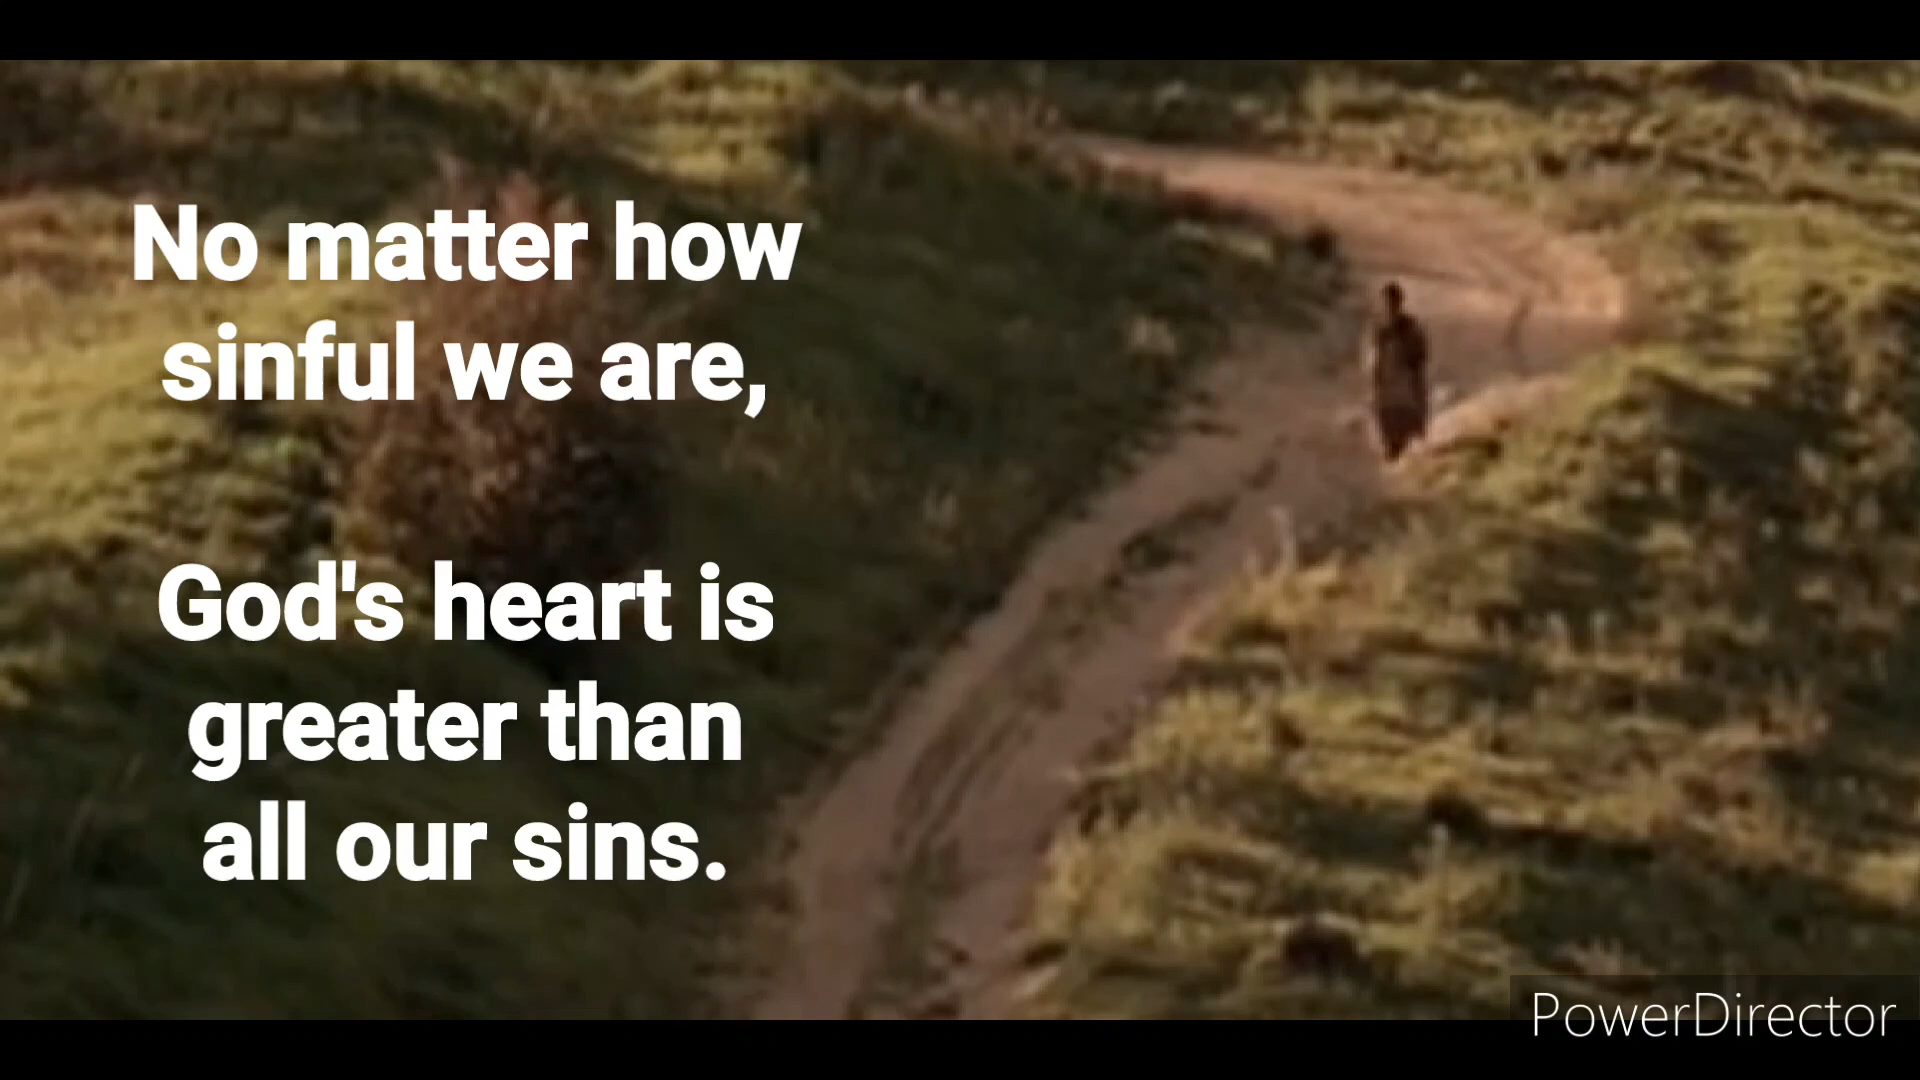 No matter how
sinful we are,
God's heart is
greater than
all our sins.
PowerDirector